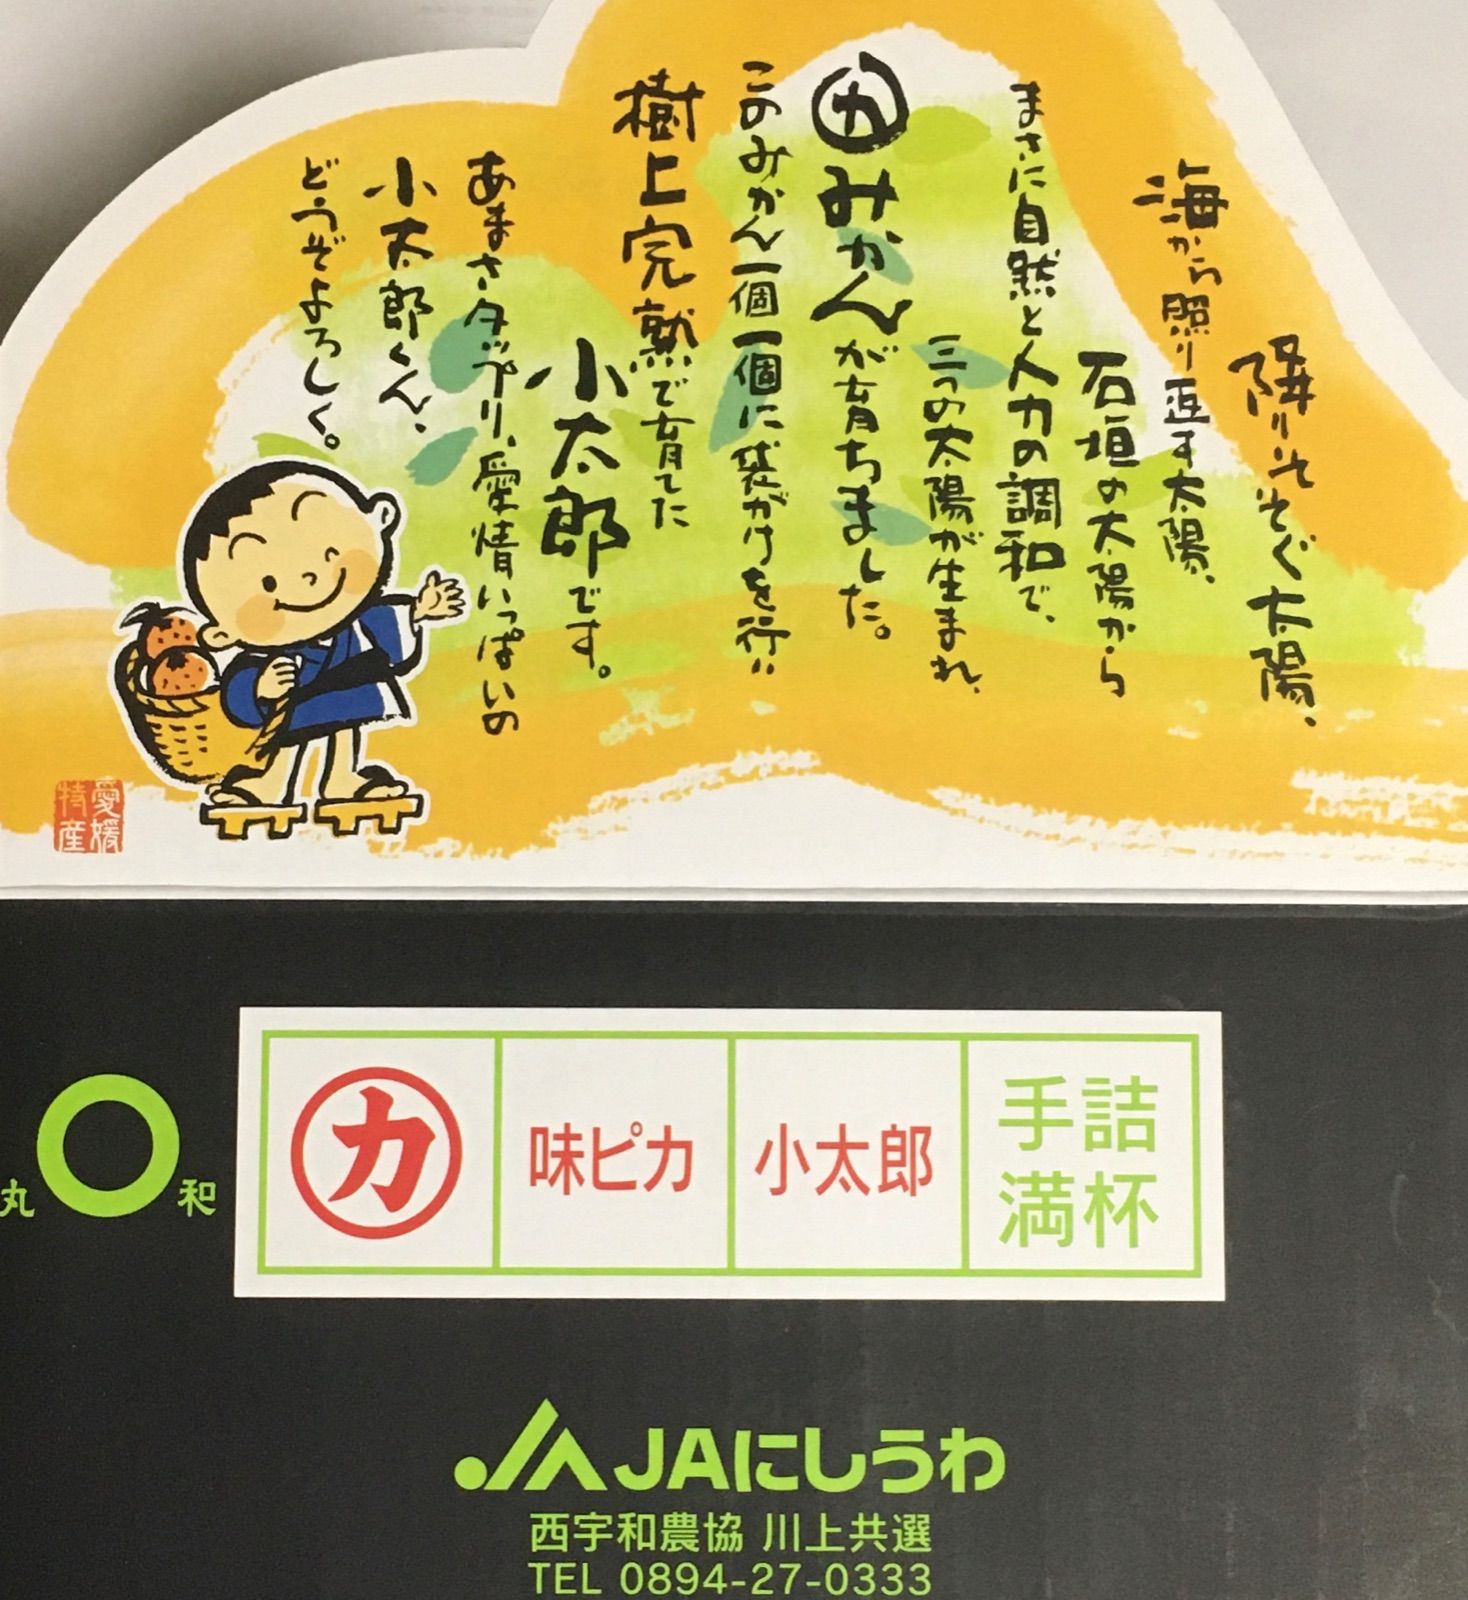 降りそそぐ太陽、
海から照り返す太陽、
石垣の太陽から
まさに自然と人力の調和で、
三つの太陽が生まれ、
㋕みかんが育ちました。
このみかん一個一個に袋がけを行い
樹上完熟で育てた
小太郎です。
あまさタップリ、愛情いっぱいの
小太郎くん、
どうぞよろしく。
愛媛
特産
丸 和
㋕ 味ピカ 小太郎 手詰
満杯
JAにしうわ
西宇和農協 川上共選
TEL 0894-27-0333